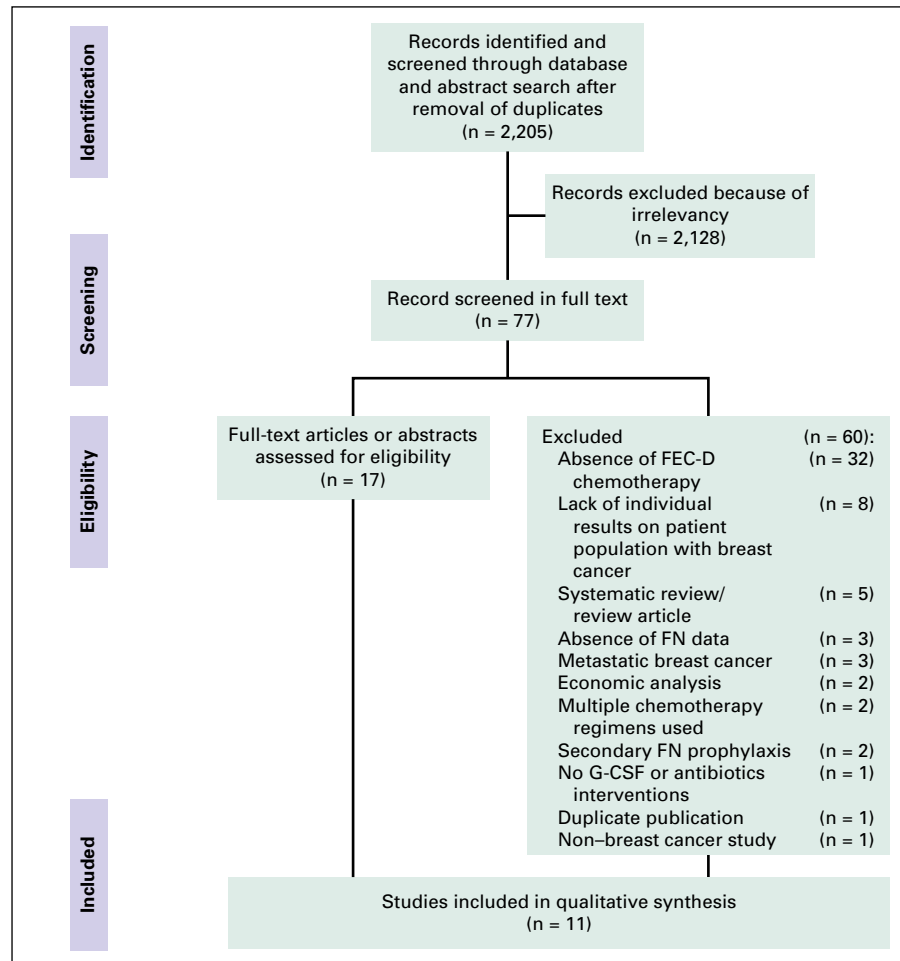 Identification
Records identified and
screened through database
and abstract search after
removal of duplicates
(n = 2,205)
Records excluded because of
irrelevancy
(n = 2,128)
Screening
Record screened in full text
(n = 77)
Eligibility
Full-text articles or abstracts
assessed for eligibility
(n = 17)
Excluded (n = 60):
Absence of FEC-D (n = 32)
chemotherapy
Lack of individual (n = 8)
results on patient
population with breast
cancer
Systematic review/ (n = 5)
review article
Absence of FN data (n = 3)
Metastatic breast cancer (n = 3)
Economic analysis (n = 2)
Multiple chemotherapy (n = 2)
regimens used
Secondary FN prophylaxis (n = 2)
No G-CSF or antibiotics (n = 1)
interventions
Duplicate publication (n = 1)
Non–breast cancer study (n = 1)
Included
Studies included in qualitative synthesis
(n = 11)